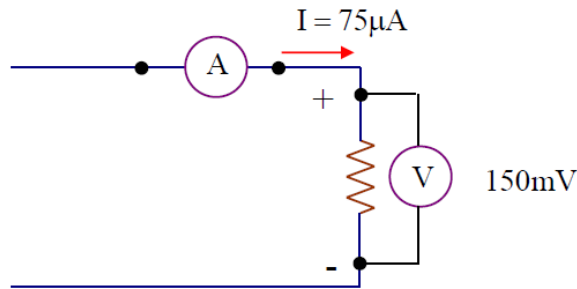 I = 75μA
A
+
V
150mV
-